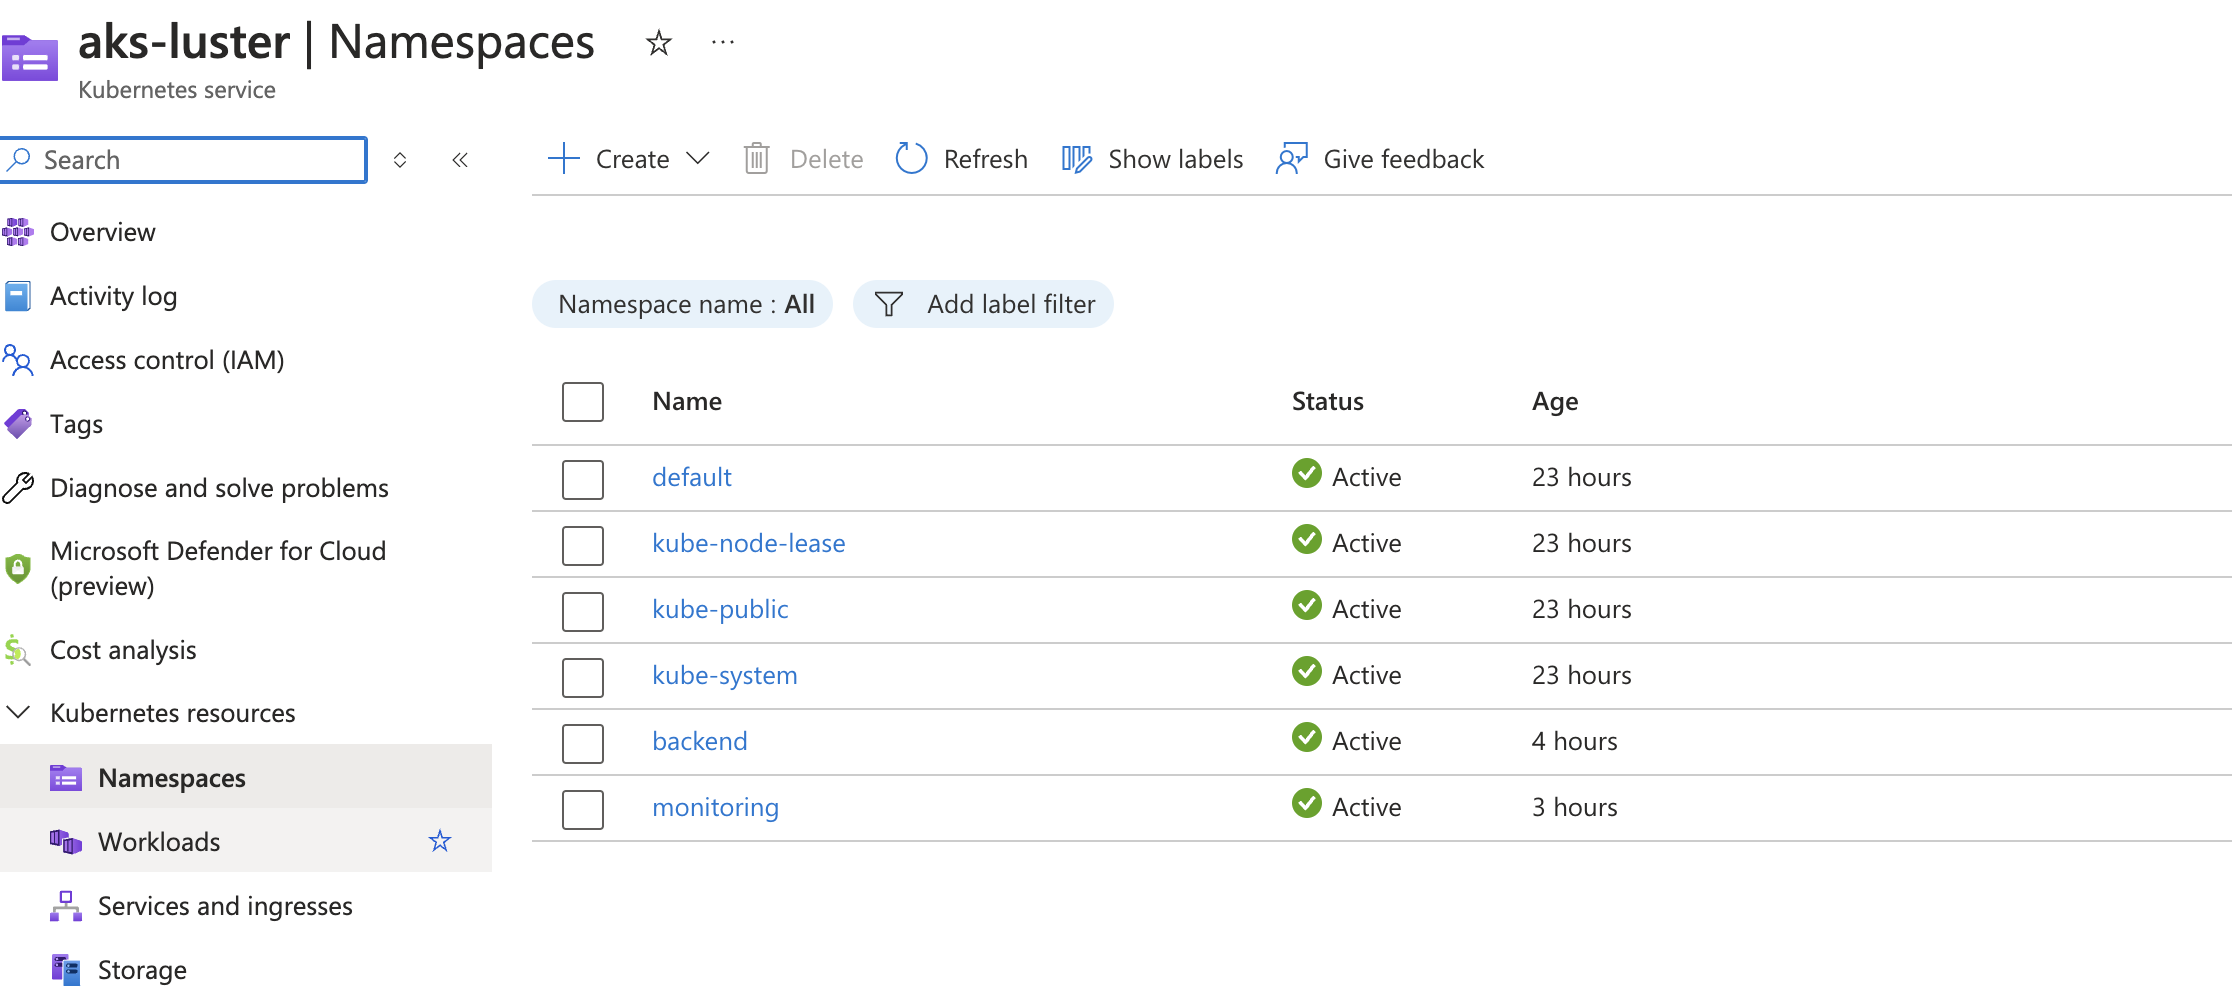 aks-luster | Namespaces
Kubernetes service
Search
Create
Delete
Refresh
Show labels
Give feedback
Overview
Activity log
Access control (IAM)
Tags
Diagnose and solve problems
Microsoft Defender for Cloud
(preview)
Cost analysis
Kubernetes resources
Namespaces
Workloads
Services and ingresses
Storage
Namespace name : All
Add label filter
Name Status Age
default Active 23 hours
kube-node-lease Active 23 hours
kube-public Active 23 hours
kube-system Active 23 hours
backend Active 4 hours
monitoring Active 3 hours